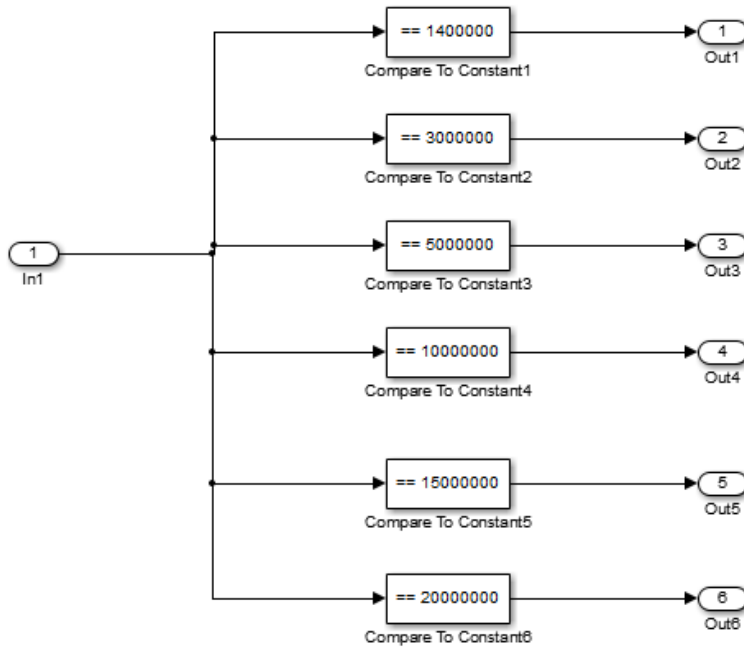 == 1400000
1
Compare To Constant1
Out1
== 3000000
2
Compare To Constant2
Out2
1
In1
== 5000000
3
Compare To Constant3
Out3
== 10000000
4
Compare To Constant4
Out4
== 15000000
5
Compare To Constant5
Out5
== 20000000
6
Compare To Constant6
Out6